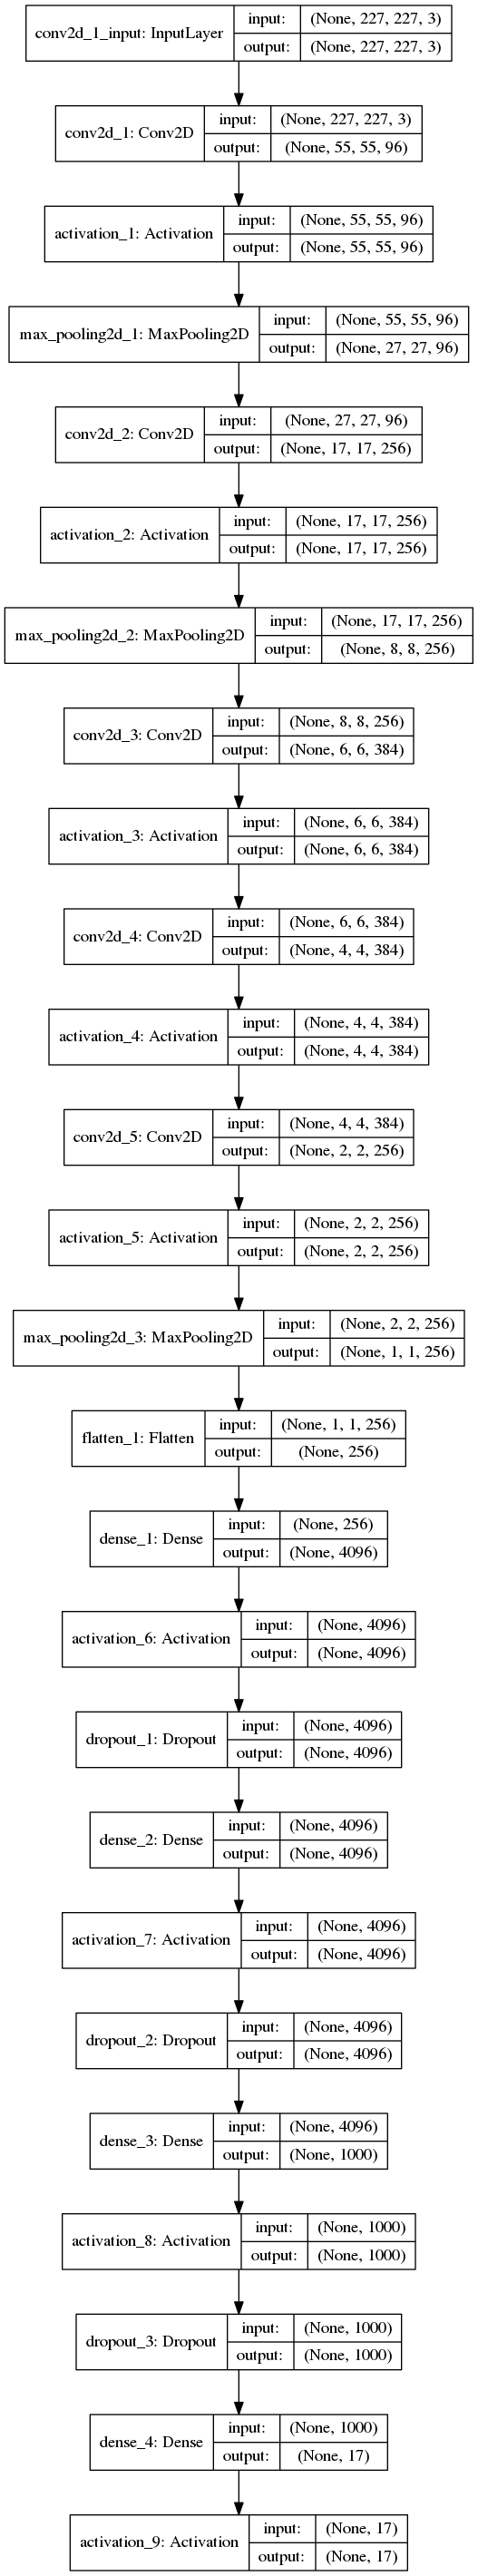 conv2d_1_input: InputLayer input: (None, 227, 227, 3)
output: (None, 227, 227, 3)
conv2d_1: Conv2D input: (None, 227, 227, 3)
output: (None, 55, 55, 96)
activation_1: Activation input: (None, 55, 55, 96)
output: (None, 55, 55, 96)
max_pooling2d_1: MaxPooling2D input: (None, 55, 55, 96)
output: (None, 27, 27, 96)
conv2d_2: Conv2D input: (None, 27, 27, 96)
output: (None, 17, 17, 256)
activation_2: Activation input: (None, 17, 17, 256)
output: (None, 17, 17, 256)
max_pooling2d_2: MaxPooling2D input: (None, 17, 17, 256)
output: (None, 8, 8, 256)
conv2d_3: Conv2D input: (None, 8, 8, 256)
output: (None, 6, 6, 384)
activation_3: Activation input: (None, 6, 6, 384)
output: (None, 6, 6, 384)
conv2d_4: Conv2D input: (None, 6, 6, 384)
output: (None, 4, 4, 384)
activation_4: Activation input: (None, 4, 4, 384)
output: (None, 4, 4, 384)
conv2d_5: Conv2D input: (None, 4, 4, 384)
output: (None, 2, 2, 256)
activation_5: Activation input: (None, 2, 2, 256)
output: (None, 2, 2, 256)
max_pooling2d_3: MaxPooling2D input: (None, 2, 2, 256)
output: (None, 1, 1, 256)
flatten_1: Flatten input: (None, 1, 1, 256)
output: (None, 256)
dense_1: Dense input: (None, 256)
output: (None, 4096)
activation_6: Activation input: (None, 4096)
output: (None, 4096)
dropout_1: Dropout input: (None, 4096)
output: (None, 4096)
dense_2: Dense input: (None, 4096)
output: (None, 4096)
activation_7: Activation input: (None, 4096)
output: (None, 4096)
dropout_2: Dropout input: (None, 4096)
output: (None, 4096)
dense_3: Dense input: (None, 4096)
output: (None, 1000)
activation_8: Activation input: (None, 1000)
output: (None, 1000)
dropout_3: Dropout input: (None, 1000)
output: (None, 1000)
dense_4: Dense input: (None, 1000)
output: (None, 17)
activation_9: Activation input: (None, 17)
output: (None, 17)